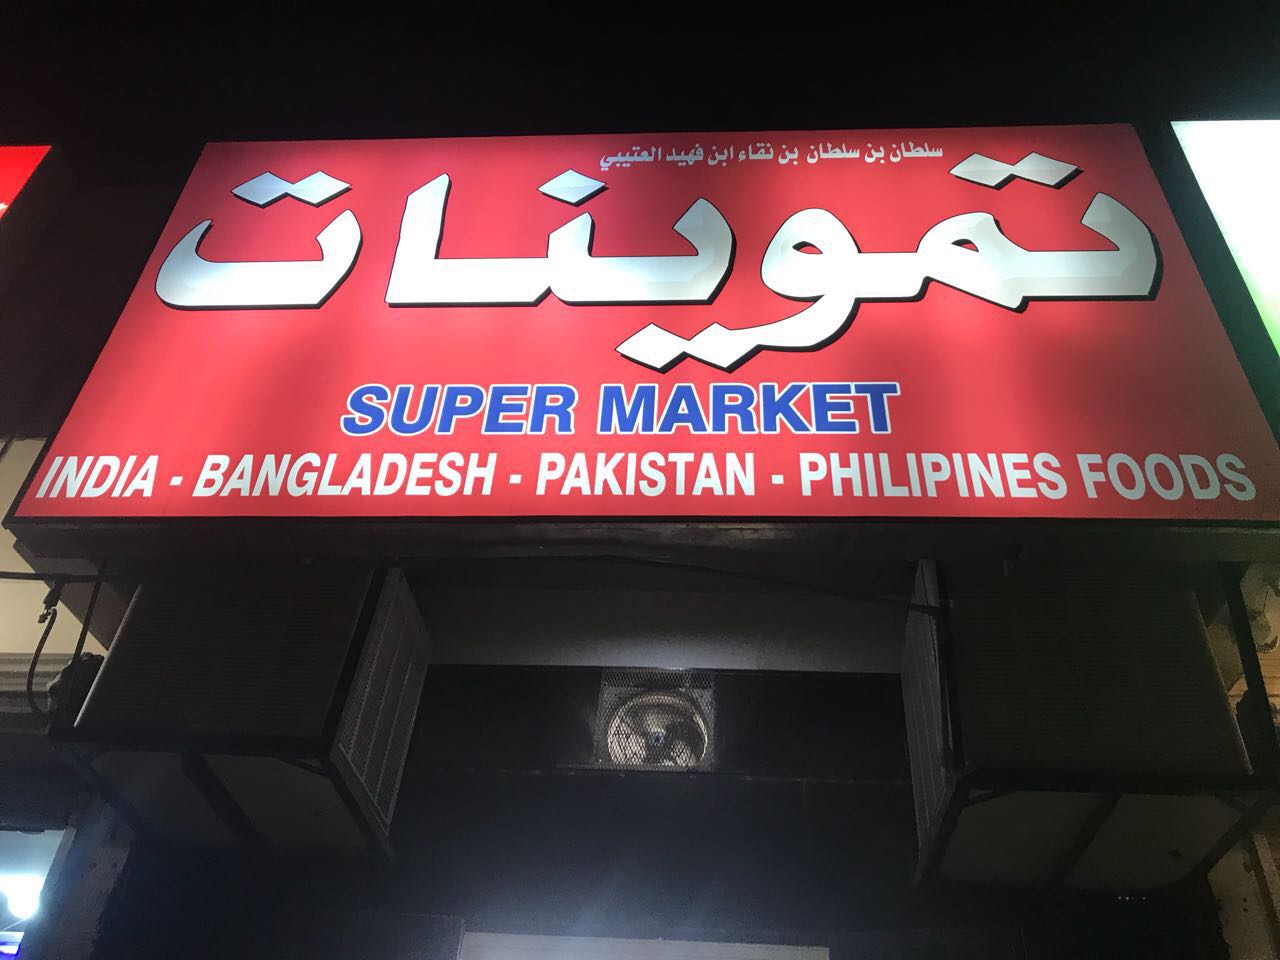 سلطان بن سلطان بن نقاء ابن فهيد العتيبي
تموينات
SUPER MARKET
INDIA - BANGLADESH - PAKISTAN - PHILIPINES FOODS